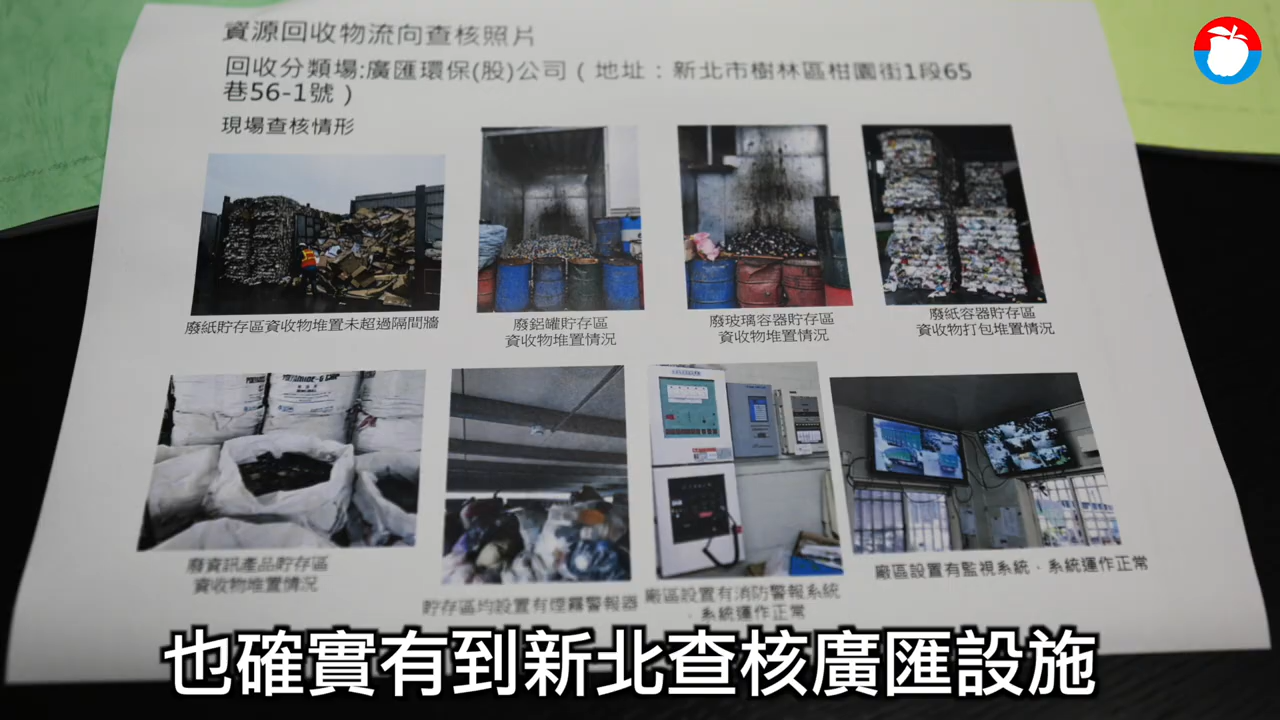 資源回收物流向查核照片
回收分類場:廣匯環保(股)公司（地址：新北市樹林區柑園街1段65
巷56-1號）
現場查核情形
廢紙貯存區資收物堆置未超過隔間牆
廢鋁罐貯存區
資收物堆置情況
廢玻璃容器貯存區
資收物堆置情況
廢紙容器貯存區
資收物打包堆置情況
廢資訊產品貯存區
資收物堆置情況
貯存區均設置有煙霧警報器
廠區設置有消防警報系統
，系統運作正常
廠區設置有監視系統，系統運作正常
也確實有到新北查核廣匯設施